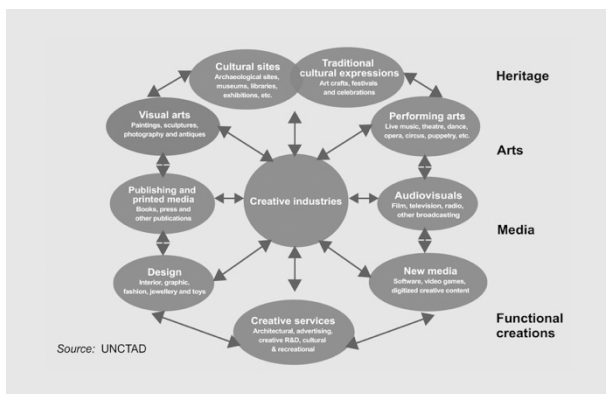 Cultural sites
Archaeological sites,
museums, libraries,
exhibitions, etc.
Traditional
cultural expressions
Art crafts, festivals
and celebrations
Heritage
Visual arts
Paintings, sculptures,
photography and antiques
Performing arts
Live music, theatre, dance,
opera, circus, puppetry, etc.
Arts
Publishing and
printed media
Books, press and
other publications
Creative industries
Audiovisuals
Film, television, radio,
other broadcasting
Media
Design
Interior, graphic,
fashion, jewellery and toys
New media
Software, video games,
digitized creative content
Creative services
Architectural, advertising,
creative R&D, cultural
& recreational
Functional
creations
Source: UNCTAD